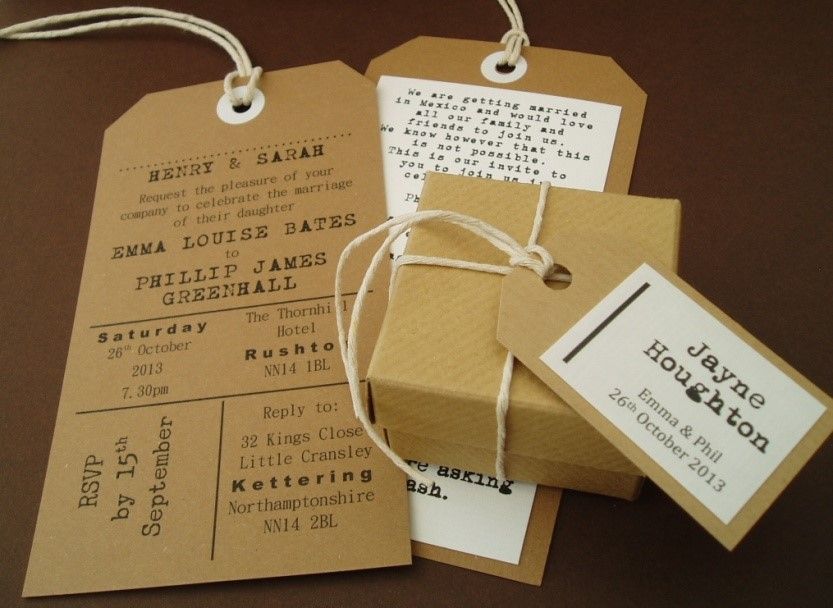 HENRY & SARAH
Request the pleasure of your
company to celebrate the marriage
of their daughter
EMMA LOUISE BATES
to
PHILLIP JAMES
GREENHALL
Saturday
26th October
2013
7.30pm
The Thornhill
Hotel
Rushto
NN14 1BL
RSVP
by 15th
September
Reply to:
32 Kings Close
Little Cransley
Kettering
Northamptonshire
NN14 2BL
We are getting married
in Mexico and would love
all our family and
friends to join us.
We know however that this
is not possible.
This is our invite to
you to join us
asking
Jayne
Houghton
Emma & Phil
26th October 2013